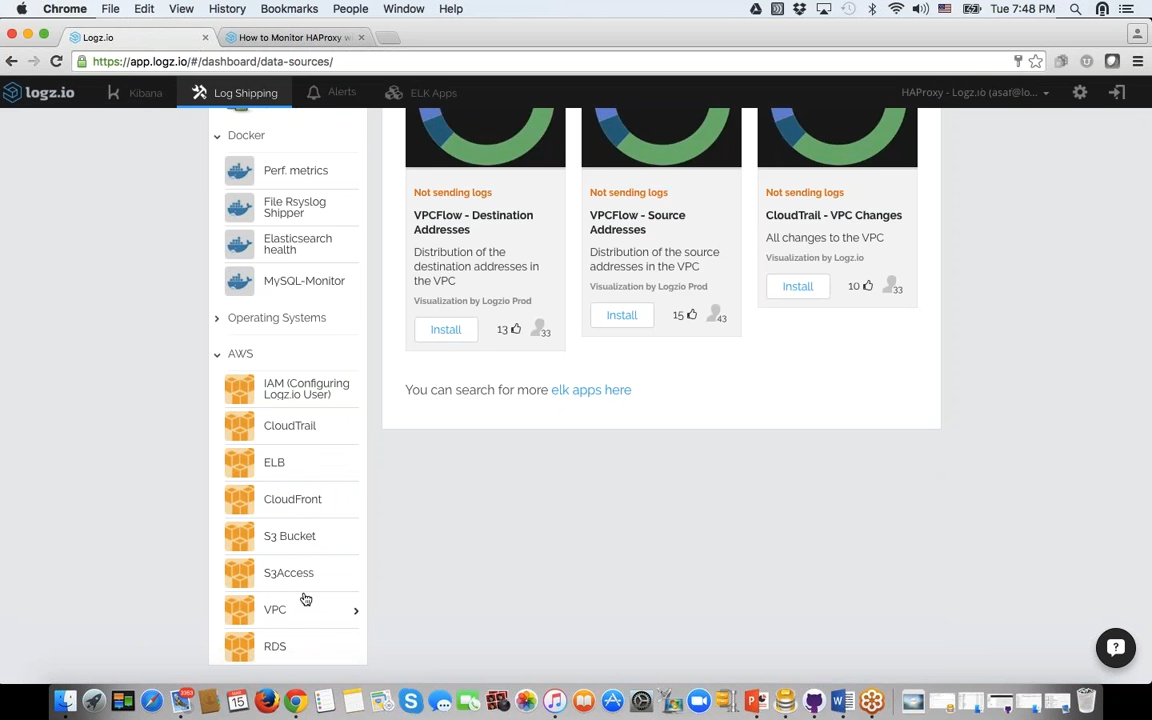 Chrome File Edit View History Bookmarks People Window Help Tue 7:48 PM
Logz.io
How to Monitor HAProxy wi
https://app.logz.io/#/dashboard/data-sources/
logz.io Kibana Log Shipping Alerts ELK Apps HAProxy - Logz.io (asaf@lo...
Docker
Perf. metrics
File Rsyslog
Shipper
Elasticsearch
health
MySQL-Monitor
Operating Systems
AWS
IAM (Configuring
Logz.io User)
CloudTrail
ELB
CloudFront
S3 Bucket
S3Access
VPC
RDS
Not sending logs
VPCFlow - Destination
Addresses
Distribution of the
destination addresses in
the VPC
Visualization by Logzio Prod
Install 13 33
Not sending logs
VPCFlow - Source
Addresses
Distribution of the source
addresses in the VPC
Visualization by Logzio Prod
Install 15 43
Not sending logs
CloudTrail - VPC Changes
All changes to the VPC
Visualization by Logz.io
Install 10 33
You can search for more elk apps here